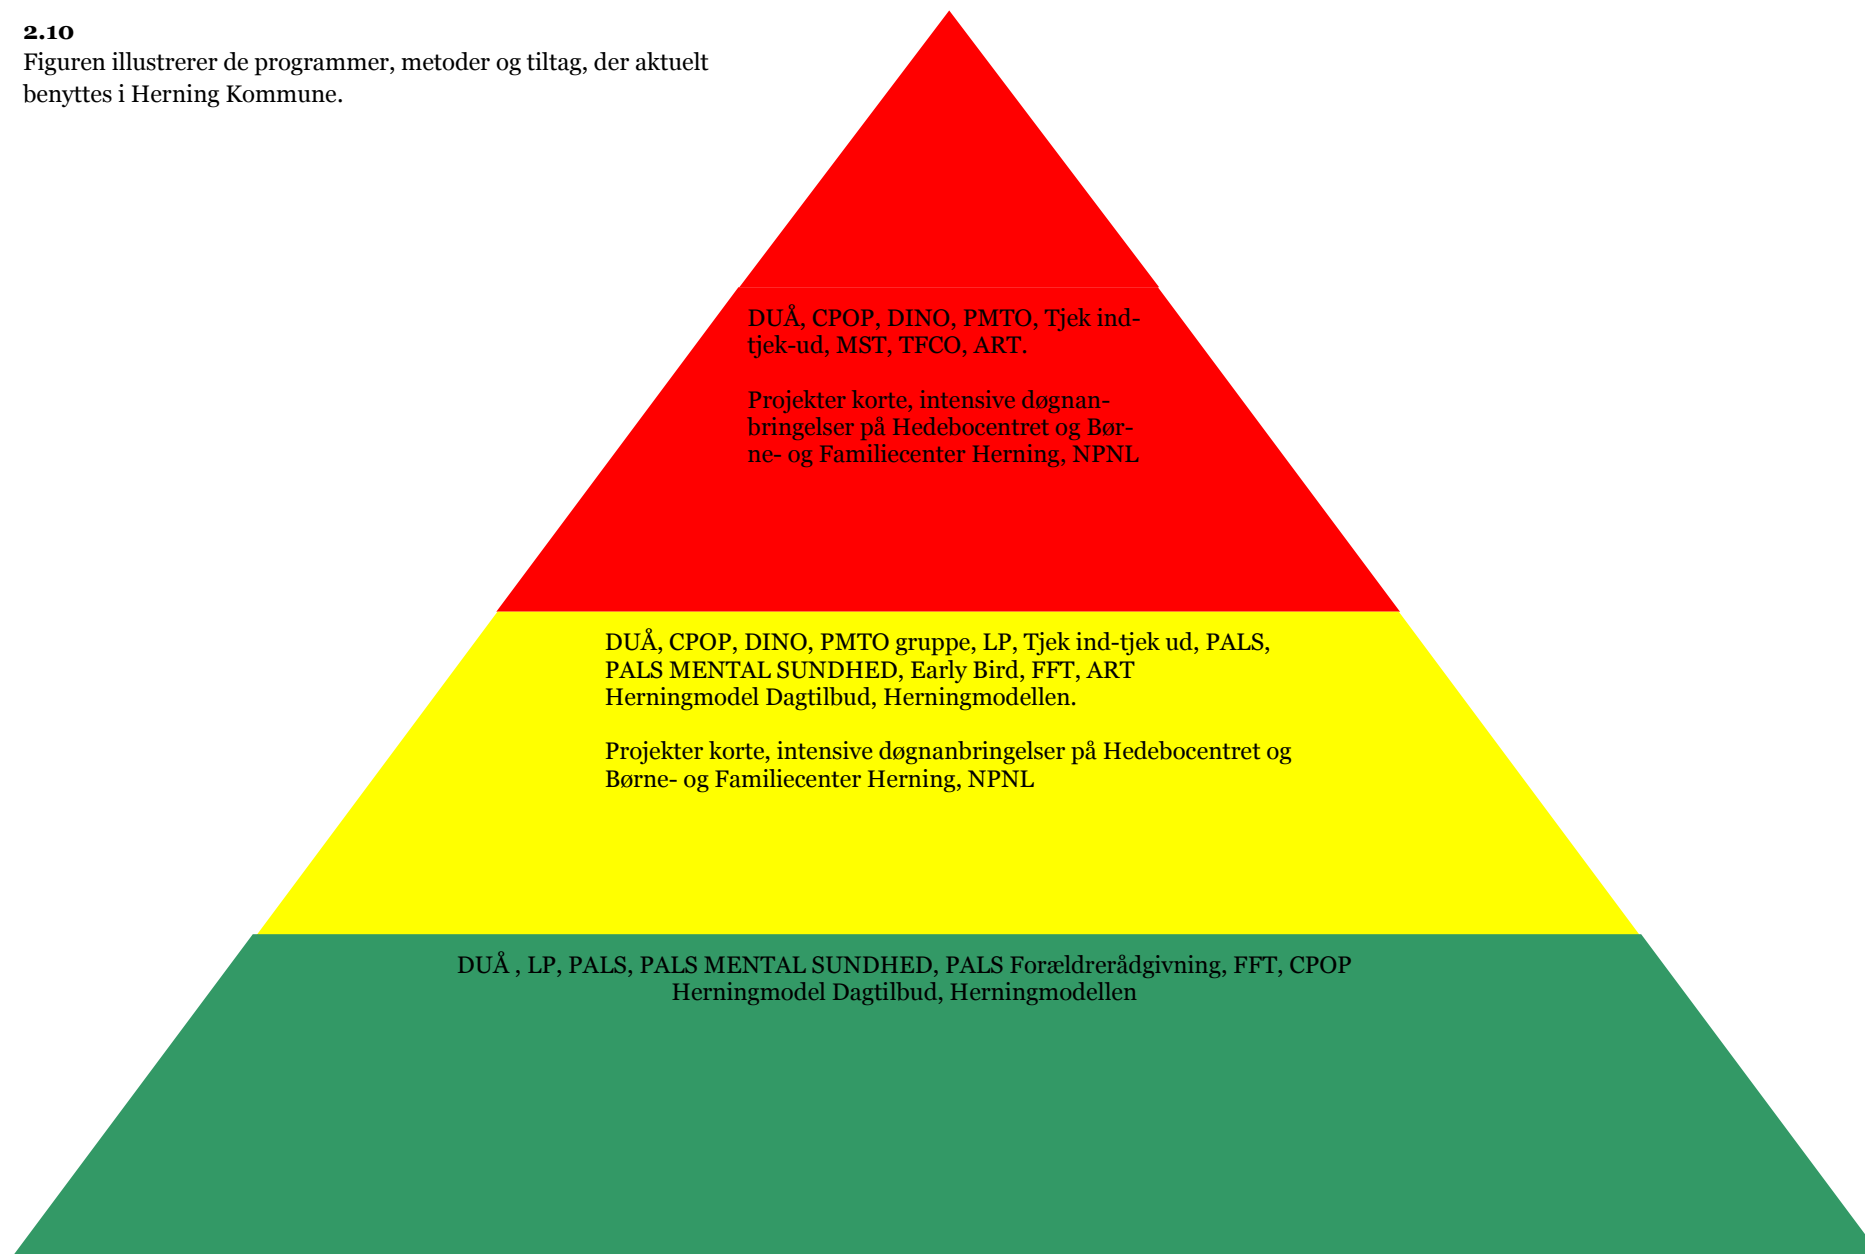 2.10
Figuren illustrerer de programmer, metoder og tiltag, der aktuelt
benyttes i Herning Kommune.
DUÅ, CPOP, DINO, PMTO, Tjek ind-
tjek-ud, MST, TFCO, ART.
Projekter korte, intensive døgnan-
bringelser på Hedebocentret og Bør-
ne- og Familiecenter Herning, NPNL
DUÅ, CPOP, DINO, PMTO gruppe, LP, Tjek ind-tjek ud, PALS,
PALS MENTAL SUNDHED, Early Bird, FFT, ART
Herningmodel Dagtilbud, Herningmodellen.
Projekter korte, intensive døgnanbringelser på Hedebocentret og
Børne- og Familiecenter Herning, NPNL
DUÅ , LP, PALS, PALS MENTAL SUNDHED, PALS Forældrerådgivning, FFT, CPOP
Herningmodel Dagtilbud, Herningmodellen